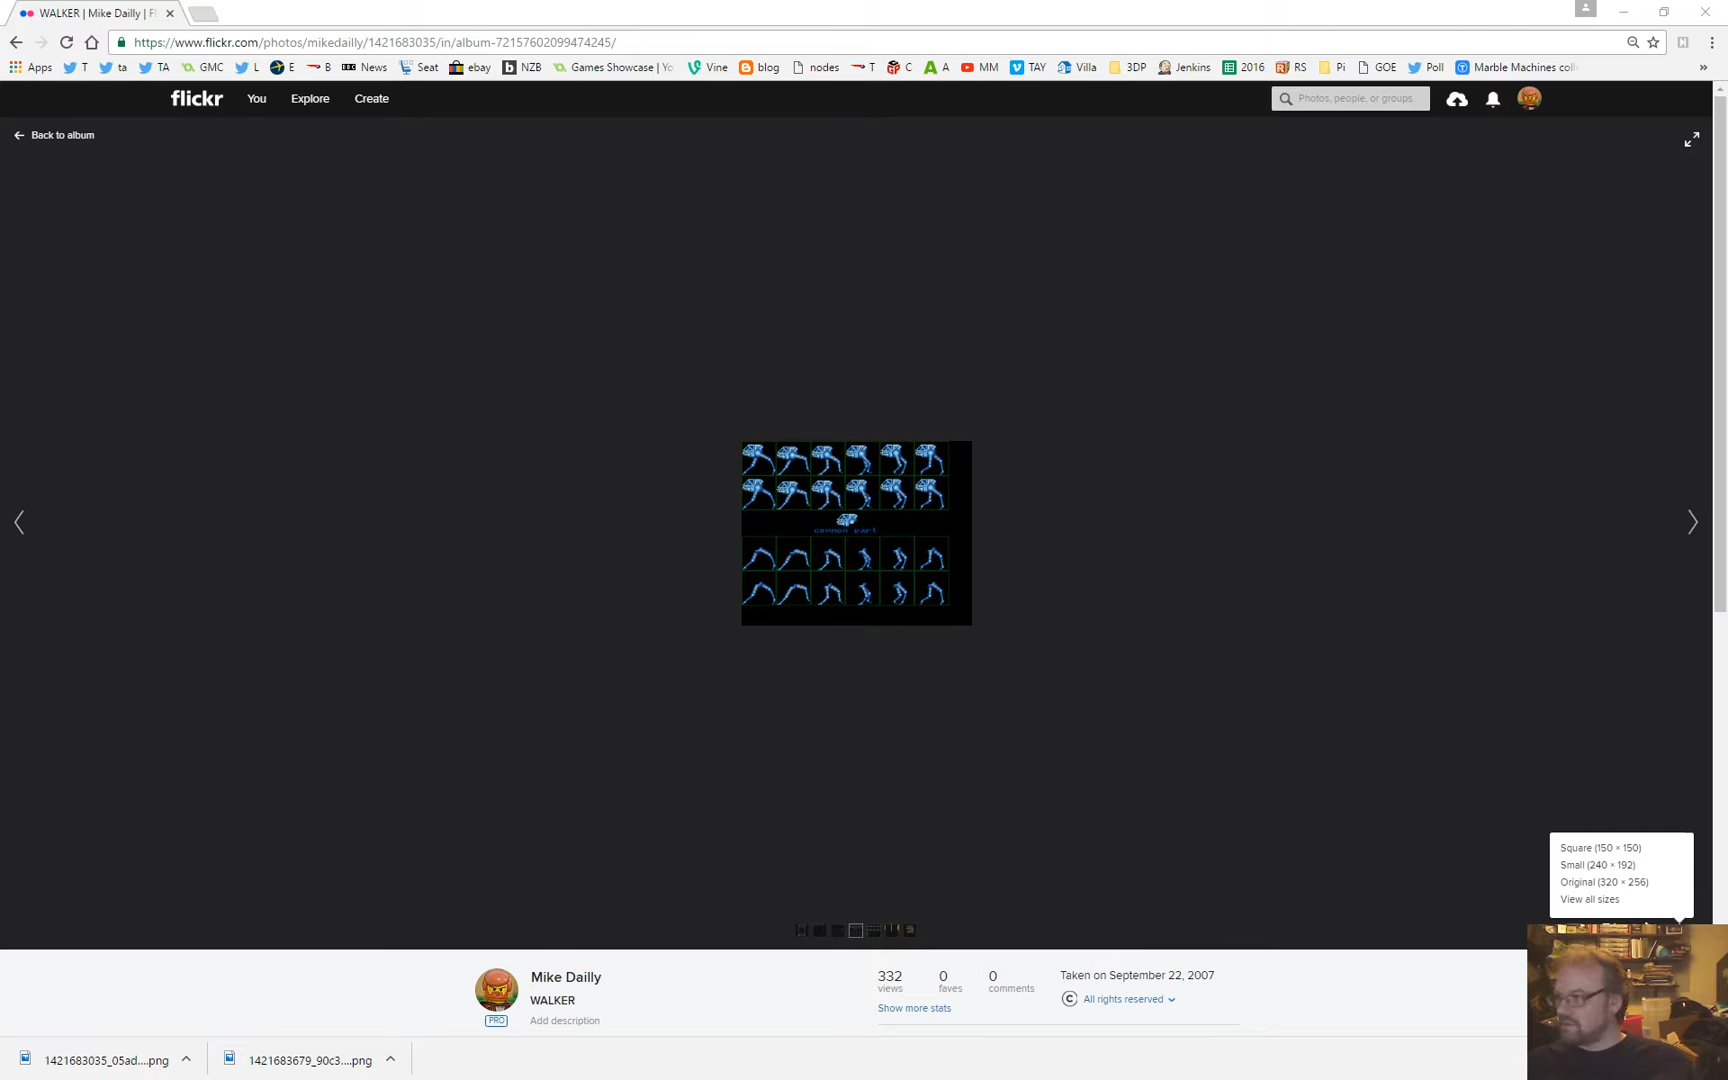 WALKER | Mike Dailly | Fl
https://www.flickr.com/photos/mikedailly/1421683035/in/album-72157602099474245/
Apps T ta TA GMC L E B News Seat ebay NZB Games Showcase | Yo Vine blog nodes T C A MM TAY Villa 3DP Jenkins 2016 RS Pi GOE Poll Marble Machines coll »
flickr You Explore Create Photos, people, or groups
Back to album
common part
Square (150 × 150)
Small (240 × 192)
Original (320 × 256)
View all sizes
Mike Dailly
WALKER
PRO
Add description
332 0 0
views faves comments
Show more stats
Taken on September 22, 2007
All rights reserved
1421683035_05ad....png 1421683679_90c3....png